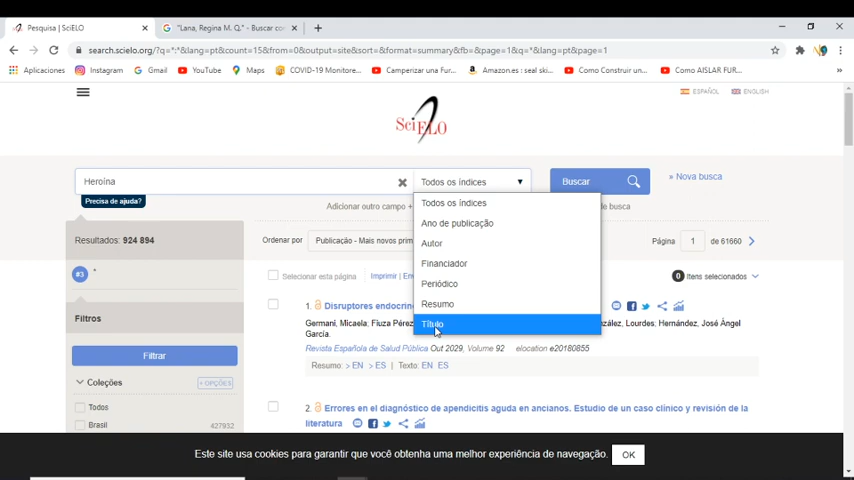 Pesquisa | SciELO
"Lana, Regina M. Q." - Buscar co
search.scielo.org/?q=*:*&lang=pt&count=15&from=0&output=site&sort=&format=summary&fb=&page=1&q=*&lang=pt&page=1
Aplicaciones Instagram Gmail YouTube Maps COVID-19 Monitore... Camperizar una Fur... Amazon.es : seal ski... Como Construir un... Como AISLAR FUR... »
ESPAÑOL ENGLISH
SciELO
Heroína Todos os índices Buscar » Nova busca
Precisa de ajuda?
Adicionar outro campo + de busca
Todos os índices
Ano de publicação
Autor
Financiador
Periódico
Resumo
Título
Resultados: 924 894
Ordenar por Publicação - Mais novos prim
Página 1 de 61660
#3 *
Selecionar esta página Imprimir | Env
0 Itens selecionados
Filtros
Filtrar
Coleções + OPÇÕES
Todos
Brasil 427932
1. Disruptores endocrin
Germani, Micaela; Fluza Pérez zález, Lourdes; Hernández, José Ángel
García.
Revista Española de Salud Pública Out 2029, Volume 92 elocation e20180855
Resumo: > EN > ES | Texto: EN ES
2. Errores en el diagnóstico de apendicitis aguda en ancianos. Estudio de un caso clínico y revisión de la
literatura
Este site usa cookies para garantir que você obtenha uma melhor experiência de navegação. OK